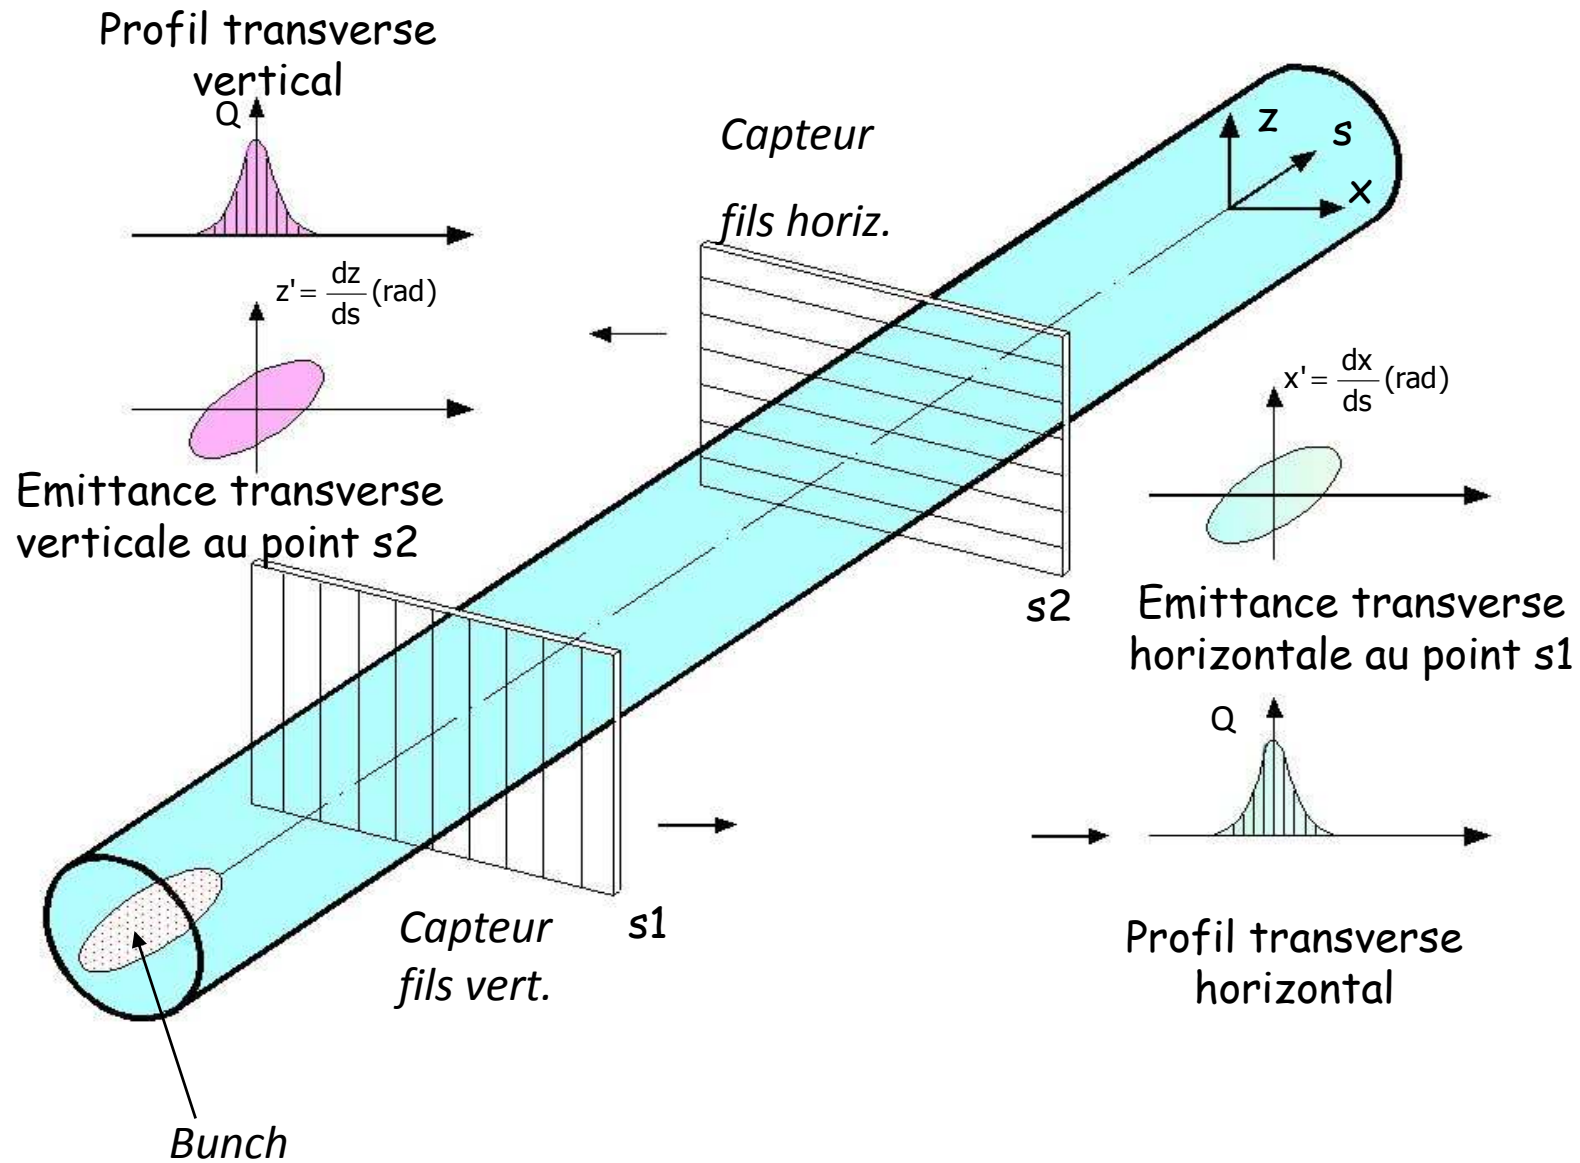 Profil transverse
vertical
Q
z'= dz/ds (rad)
Emittance transverse
verticale au point s2
Capteur
fils horiz.
z
s
x
x'= dx/ds (rad)
s2
Emittance transverse
horizontale au point s1
Q
Profil transverse
horizontal
Capteur
fils vert.
s1
Bunch